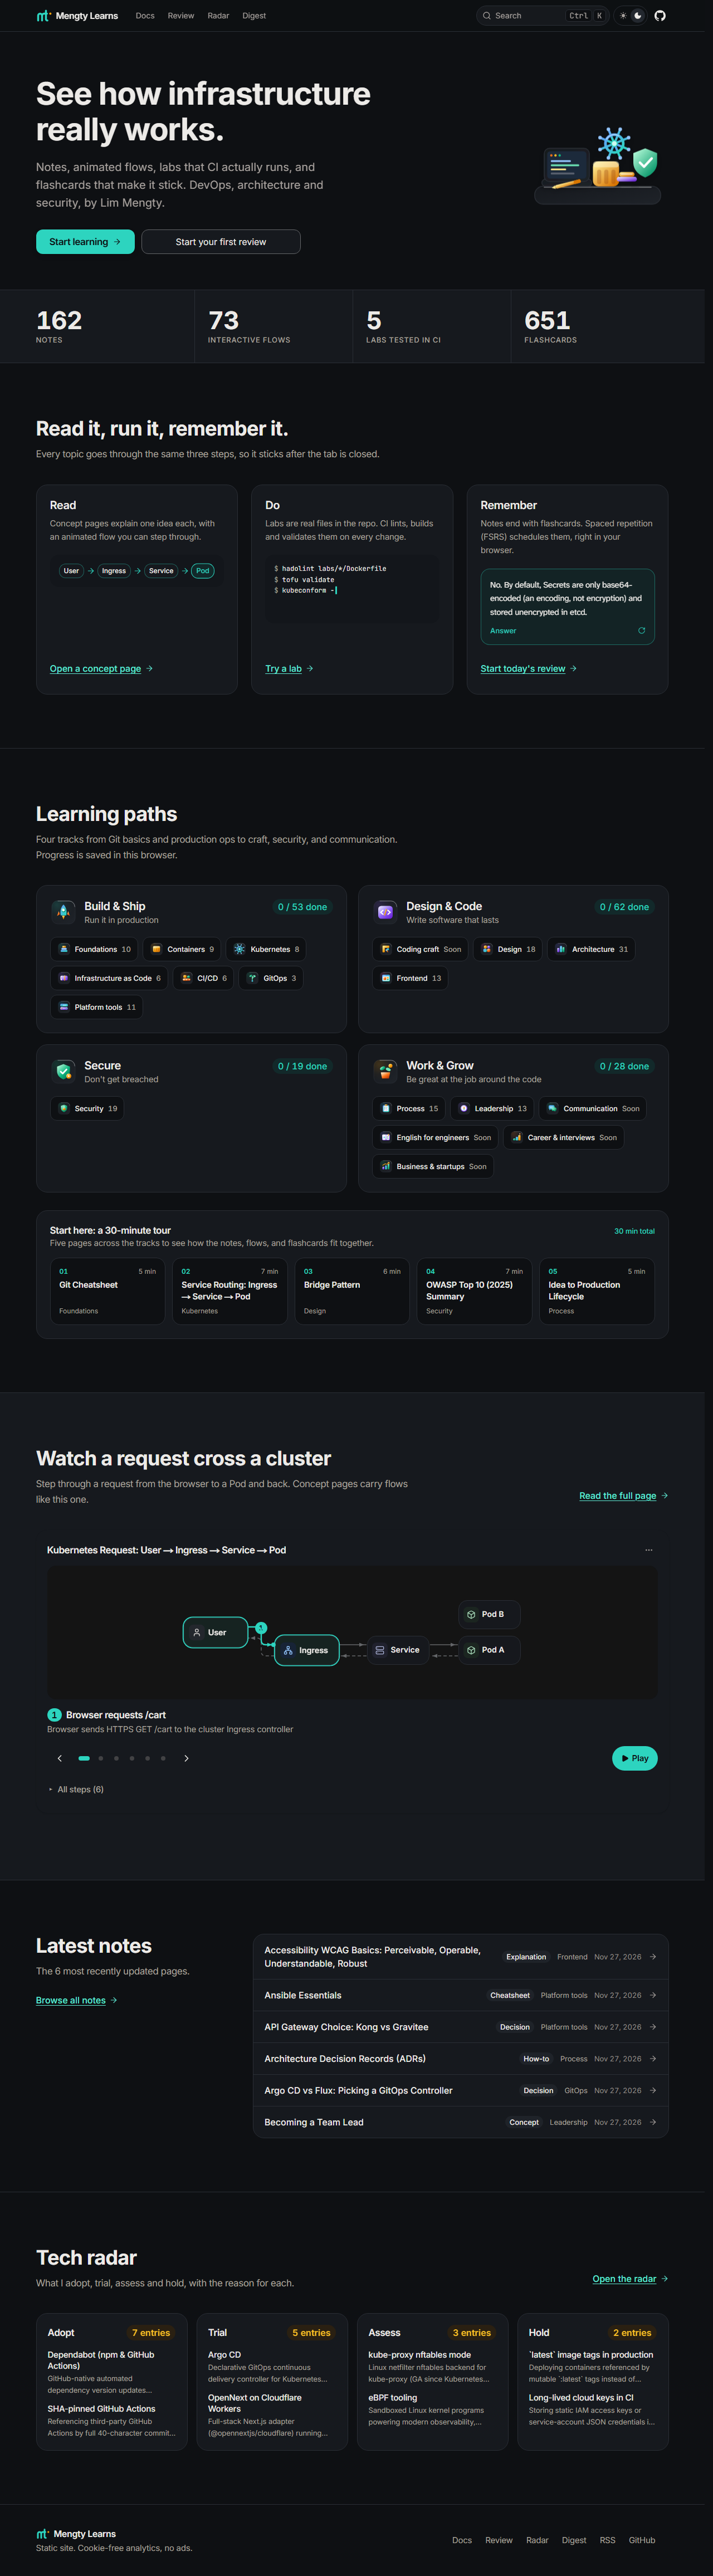 Mengty Learns Docs Review Radar Digest Search Ctrl K
See how infrastructure
really works.
Notes, animated flows, labs that CI actually runs, and
flashcards that make it stick. DevOps, architecture and
security, by Lim Mengty.
Start learning → Start your first review
162 73 5 651
NOTES INTERACTIVE FLOWS LABS TESTED IN CI FLASHCARDS
Read it, run it, remember it.
Every topic goes through the same three steps, so it sticks after the tab is closed.
Read
Concept pages explain one idea each, with
an animated flow you can step through.
User → Ingress → Service → Pod
Open a concept page →
Do
Labs are real files in the repo. CI lints, builds
and validates them on every change.
$ hadolint labs/*/Dockerfile
$ tofu validate
$ kubeconform -
Try a lab →
Remember
Notes end with flashcards. Spaced repetition
(FSRS) schedules them, right in your
browser.
No. By default, Secrets are only base64-
encoded (an encoding, not encryption) and
stored unencrypted in etcd.
Answer
Start today's review →
Learning paths
Four tracks from Git basics and production ops to craft, security, and communication.
Progress is saved in this browser.
Build & Ship 0 / 53 done
Run it in production
Foundations 10 Containers 9 Kubernetes 8
Infrastructure as Code 6 CI/CD 6 GitOps 3
Platform tools 11
Design & Code 0 / 62 done
Write software that lasts
Coding craft Soon Design 18 Architecture 31
Frontend 13
Secure 0 / 19 done
Don't get breached
Security 19
Work & Grow 0 / 28 done
Be great at the job around the code
Process 15 Leadership 13 Communication Soon
English for engineers Soon Career & interviews Soon
Business & startups Soon
Start here: a 30-minute tour 30 min total
Five pages across the tracks to see how the notes, flows, and flashcards fit together.
01 5 min
Git Cheatsheet
Foundations
02 7 min
Service Routing: Ingress
→ Service → Pod
Kubernetes
03 6 min
Bridge Pattern
Design
04 7 min
OWASP Top 10 (2025)
Summary
Security
05 5 min
Idea to Production
Lifecycle
Process
Watch a request cross a cluster
Step through a request from the browser to a Pod and back. Concept pages carry flows
like this one.
Read the full page →
Kubernetes Request: User → Ingress → Service → Pod ...
Pod B
User 1
Ingress Service Pod A
1 Browser requests /cart
Browser sends HTTPS GET /cart to the cluster Ingress controller
Play
All steps (6)
Latest notes
The 6 most recently updated pages.
Browse all notes →
Accessibility WCAG Basics: Perceivable, Operable,
Understandable, Robust
Explanation Frontend Nov 27, 2026 →
Ansible Essentials Cheatsheet Platform tools Nov 27, 2026 →
API Gateway Choice: Kong vs Gravitee Decision Platform tools Nov 27, 2026 →
Architecture Decision Records (ADRs) How-to Process Nov 27, 2026 →
Argo CD vs Flux: Picking a GitOps Controller Decision GitOps Nov 27, 2026 →
Becoming a Team Lead Concept Leadership Nov 27, 2026 →
Tech radar
What I adopt, trial, assess and hold, with the reason for each.
Open the radar →
Adopt 7 entries
Dependabot (npm & GitHub
Actions)
GitHub-native automated
dependency version updates...
SHA-pinned GitHub Actions
Referencing third-party GitHub
Actions by full 40-character commit...
Trial 5 entries
Argo CD
Declarative GitOps continuous
delivery controller for Kubernetes...
OpenNext on Cloudflare
Workers
Full-stack Next.js adapter
(@opennextjs/cloudflare) running...
Assess 3 entries
kube-proxy nftables mode
Linux netfilter nftables backend for
kube-proxy (GA since Kubernetes...
eBPF tooling
Sandboxed Linux kernel programs
powering modern observability,...
Hold 2 entries
`latest` image tags in production
Deploying containers referenced by
mutable `:latest` tags instead of...
Long-lived cloud keys in CI
Storing static IAM access keys or
service-account JSON credentials i...
Mengty Learns
Static site. Cookie-free analytics, no ads.
Docs Review Radar Digest RSS GitHub